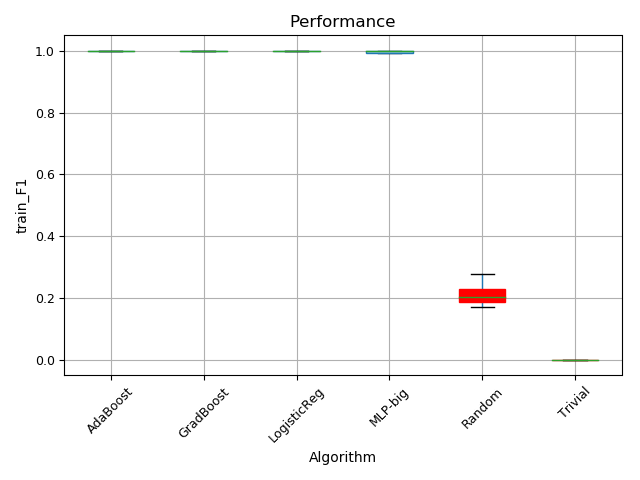 Performance
train_F1
1.0
0.8
0.6
0.4
0.2
0.0
AdaBoost
GradBoost
LogisticReg
MLP-big
Random
Trivial
Algorithm